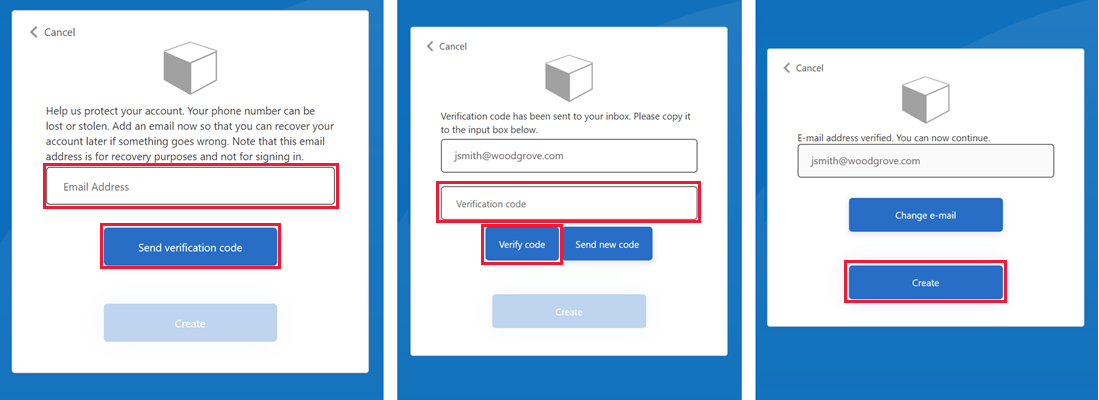 Cancel
Help us protect your account. Your phone number can be
lost or stolen. Add an email now so that you can recover your
account later if something goes wrong. Note that this email
address is for recovery purposes and not for signing in.
Email Address
Send verification code
Create
Cancel
Verification code has been sent to your inbox. Please copy it
to the input box below.
jsmith@woodgrove.com
Verification code
Verify code
Send new code
Create
Cancel
E-mail address verified. You can now continue.
jsmith@woodgrove.com
Change e-mail
Create